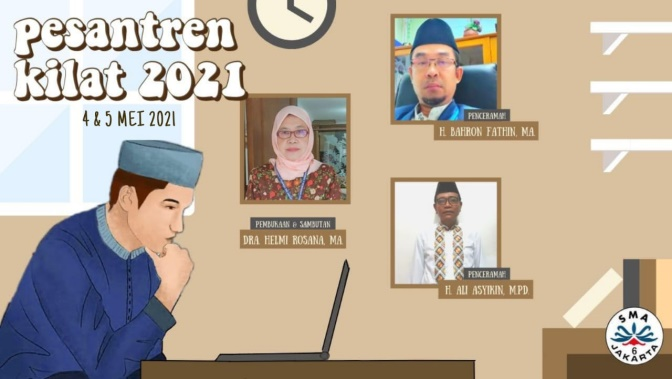 pesantren
kilat 2021
4 & 5 MEI 2021
PENCERAMAH
H. BAHRON FATHIN, MA.
PEMBUKAAN & SAMBUTAN
DRA. HELMI ROSANA, MA.
PENCERAMAH
H. ALI ASYIKIN, M.PD.
SMA
6
JAKARTA